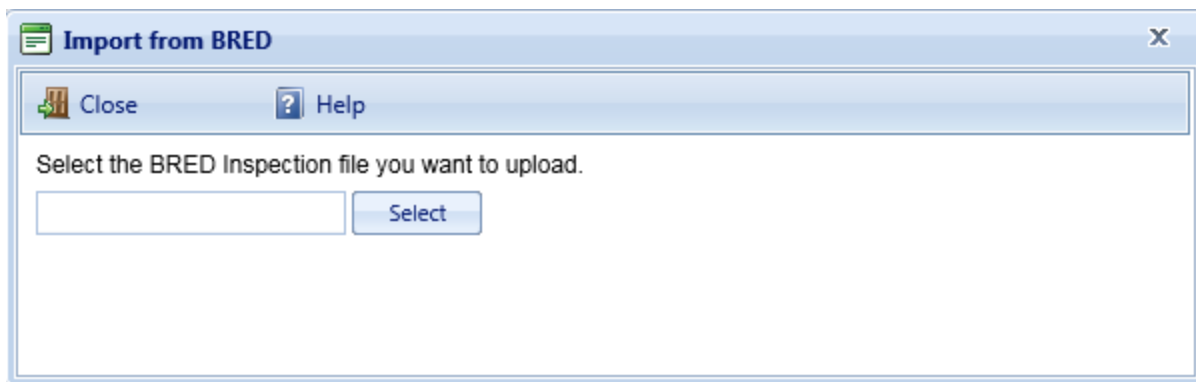 Import from BRED
Close Help
Select the BRED Inspection file you want to upload.
Select